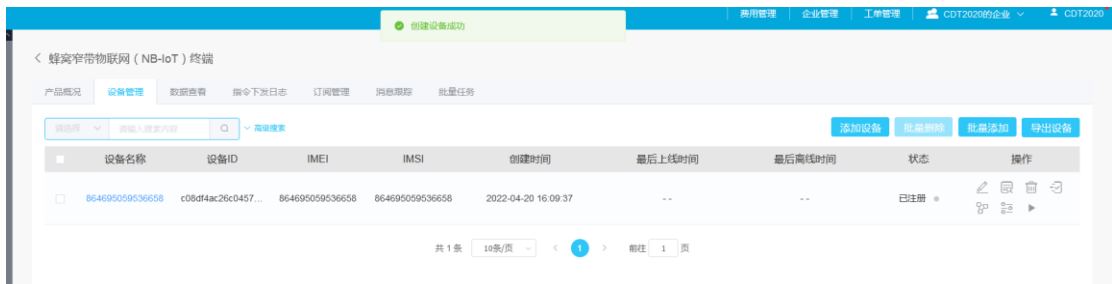 创建设备成功
费用管理 企业管理 工单管理 CDT2020的企业 CDT2020
蜂窝窄带物联网（NB-IoT）终端
产品概况 设备管理 数据查看 指令下发日志 订阅管理 消息跟踪 批量任务
请选择 请输入搜索内容 高级搜索 添加设备 批量删除 批量添加 导出设备
设备名称 设备ID IMEI IMSI 创建时间 最后上线时间 最后离线时间 状态 操作
864695059536658 c08df4ac26c0457... 864695059536658 864695059536658 2022-04-20 16:09:37 -- -- 已注册
共 1 条 10条/页 < 1 > 前往 1 页